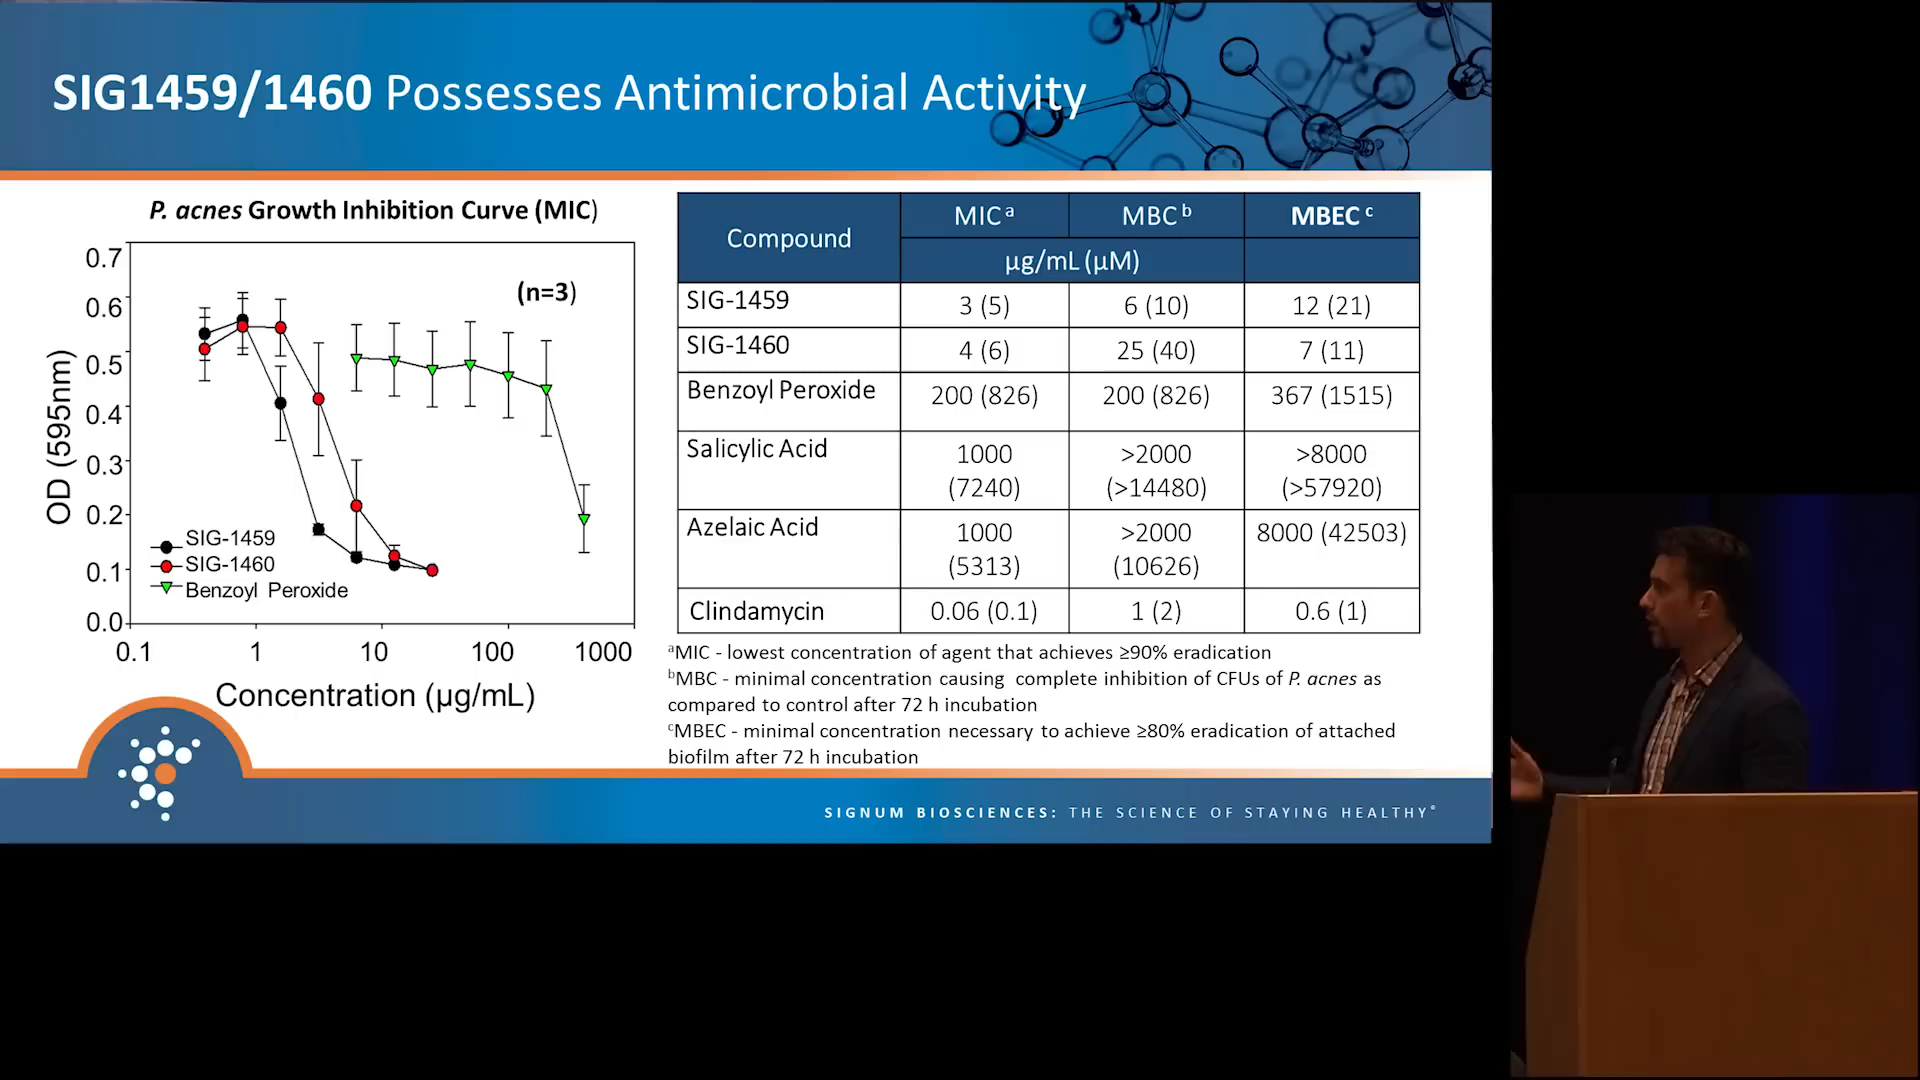 SIG1459/1460 Possesses Antimicrobial Activity
P. acnes Growth Inhibition Curve (MIC)
(n=3)
0.7
0.6
0.5
0.4
0.3
0.2
0.1
0.0
OD (595nm)
SIG-1459
SIG-1460
Benzoyl Peroxide
0.1 1 10 100 1000
Concentration (µg/mL)
Compound MIC a MBC b MBEC c
µg/mL (µM)
SIG-1459 3 (5) 6 (10) 12 (21)
SIG-1460 4 (6) 25 (40) 7 (11)
Benzoyl Peroxide 200 (826) 200 (826) 367 (1515)
Salicylic Acid 1000 >2000 >8000
(7240) (>14480) (>57920)
Azelaic Acid 1000 >2000 8000 (42503)
(5313) (10626)
Clindamycin 0.06 (0.1) 1 (2) 0.6 (1)
aMIC - lowest concentration of agent that achieves ≥90% eradication
bMBC - minimal concentration causing complete inhibition of CFUs of P. acnes as
compared to control after 72 h incubation
cMBEC - minimal concentration necessary to achieve ≥80% eradication of attached
biofilm after 72 h incubation
SIGNUM BIOSCIENCES: THE SCIENCE OF STAYING HEALTHY®